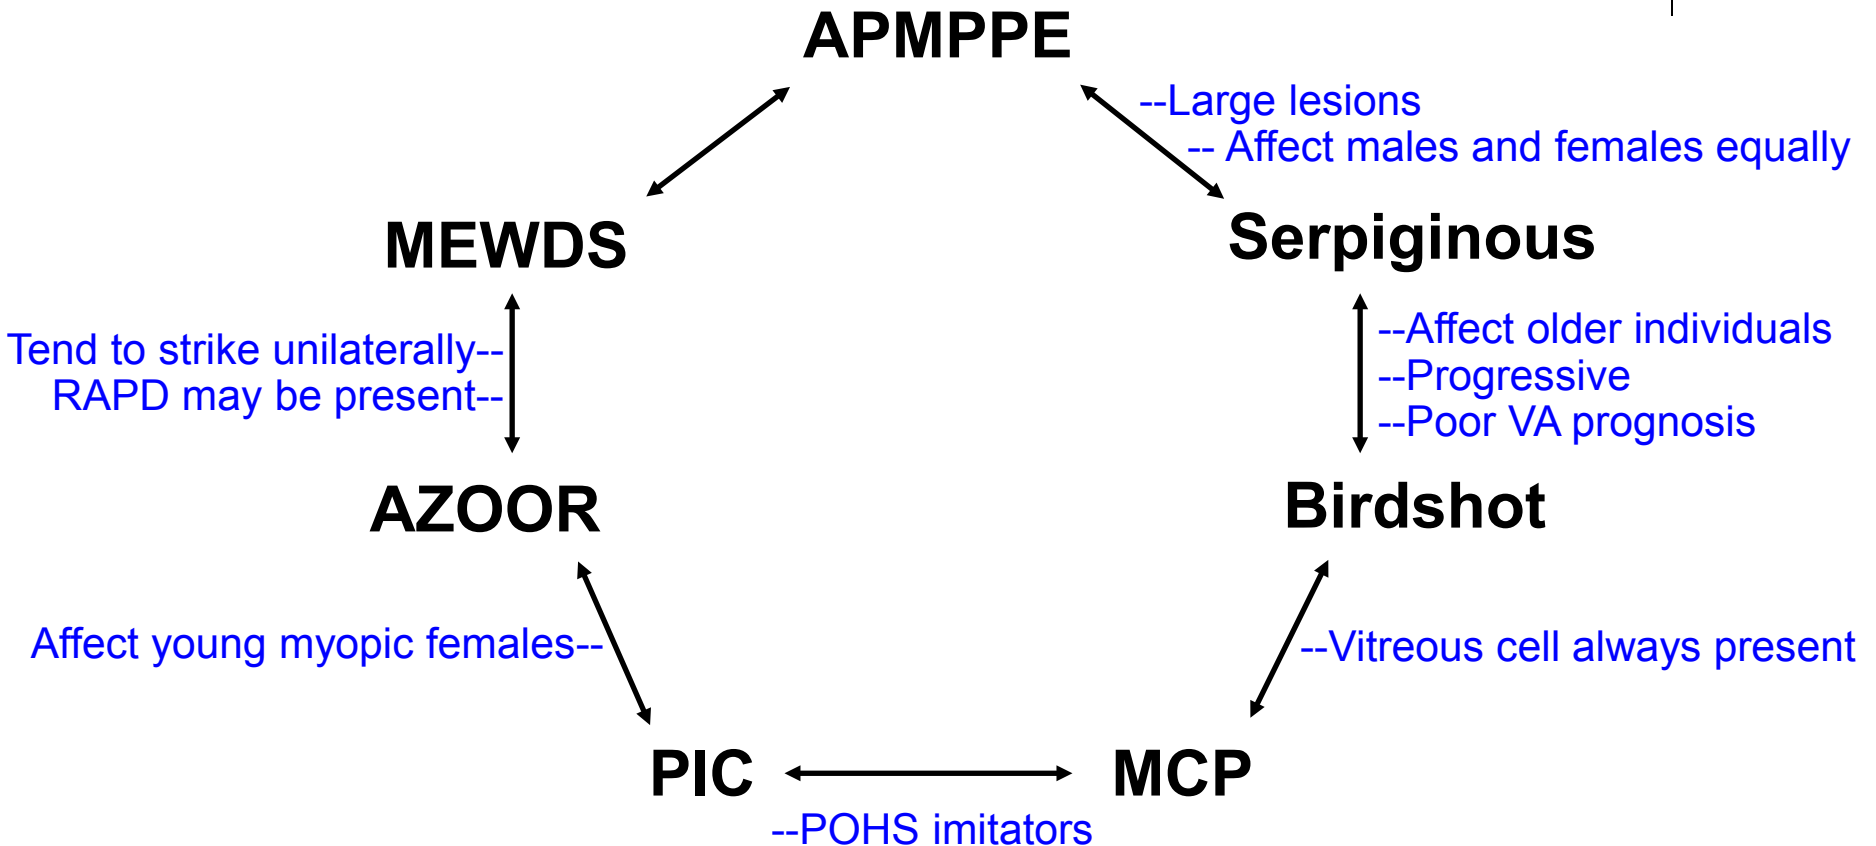 APMPPE
--Large lesions
-- Affect males and females equally
MEWDS
Serpiginous
Tend to strike unilaterally--
RAPD may be present--
--Affect older individuals
--Progressive
--Poor VA prognosis
AZOOR
Birdshot
Affect young myopic females--
--Vitreous cell always present
PIC
MCP
--POHS imitators